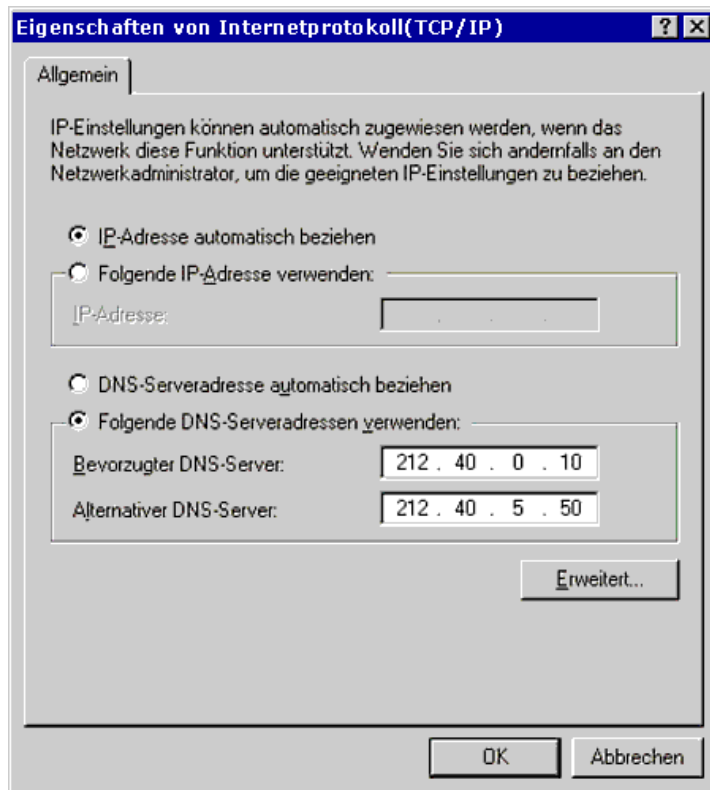 Eigenschaften von Internetprotokoll(TCP/IP)
Allgemein
IP-Einstellungen können automatisch zugewiesen werden, wenn das
Netzwerk diese Funktion unterstützt. Wenden Sie sich andernfalls an den
Netzwerkadministrator, um die geeigneten IP-Einstellungen zu beziehen.
IP-Adresse automatisch beziehen
Folgende IP-Adresse verwenden:
IP-Adresse:
DNS-Serveradresse automatisch beziehen
Folgende DNS-Serveradressen verwenden:
Bevorzugter DNS-Server: 212 . 40 . 0 . 10
Alternativer DNS-Server: 212 . 40 . 5 . 50
Erweitert...
OK Abbrechen